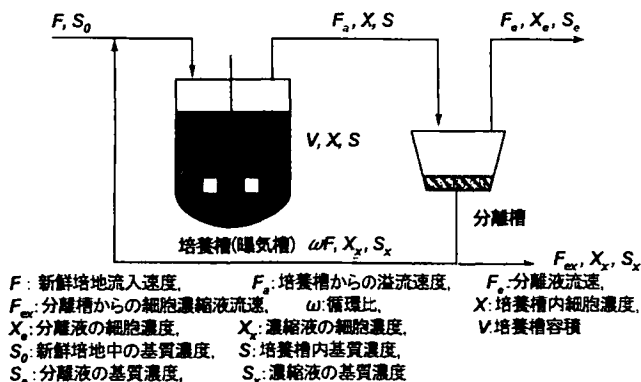 F, S0
Fa, X, S
Fe, Xe, Se
V, X, S
分離槽
培養槽(曝気槽)
ωF, Xx, Sx
Fex, Xx, Sx
F: 新鮮培地流入速度, Fa:培養槽からの溢流速度, Fe:分離液流速,
Fex:分離槽からの細胞濃縮液流速, ω:循環比, X:培養槽内細胞濃度,
Xe:分離液の細胞濃度, Xx:濃縮液の細胞濃度, V:培養槽容積
S0:新鮮培地中の基質濃度, S:培養槽内基質濃度,
Se:分離液の基質濃度, Sx:濃縮液の基質濃度